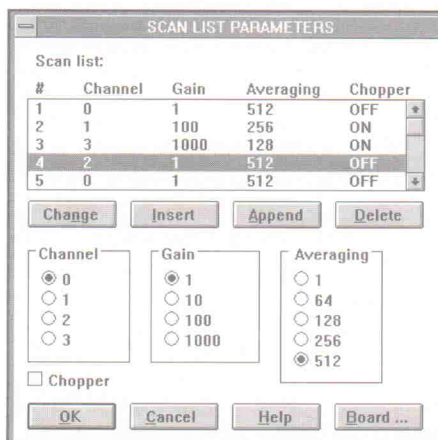 SCAN LIST PARAMETERS
Scan list:
# Channel Gain Averaging Chopper
1 0 1 512 OFF
2 1 100 256 ON
3 3 1000 128 ON
4 2 1 512 OFF
5 0 1 512 OFF
Change Insert Append Delete
Channel Gain Averaging
0 1 1
1 10 64
2 100 128
3 1000 256
512
Chopper
OK Cancel Help Board ...